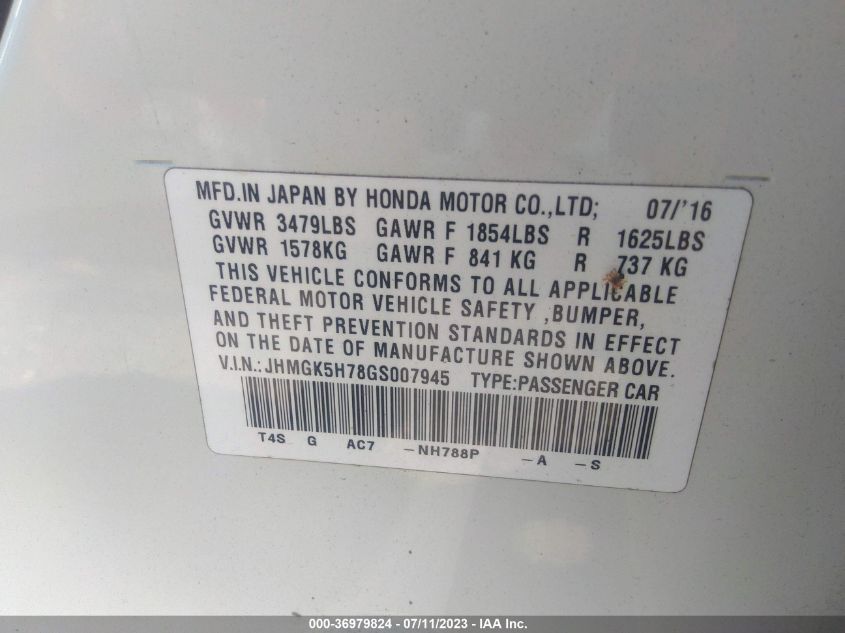 MFD.IN JAPAN BY HONDA MOTOR CO.,LTD; 07/'16
GVWR 3479LBS GAWR F 1854LBS R 1625LBS
GVWR 1578KG GAWR F 841 KG R 737 KG
THIS VEHICLE CONFORMS TO ALL APPLICABLE
FEDERAL MOTOR VEHICLE SAFETY ,BUMPER,
AND THEFT PREVENTION STANDARDS IN EFFECT
ON THE DATE OF MANUFACTURE SHOWN ABOVE.
V.I.N.:JHMGK5H78GS007945 TYPE:PASSENGER CAR
T4S G AC7 -NH788P -A -S
000-36979824 - 07/11/2023 - IAA Inc.